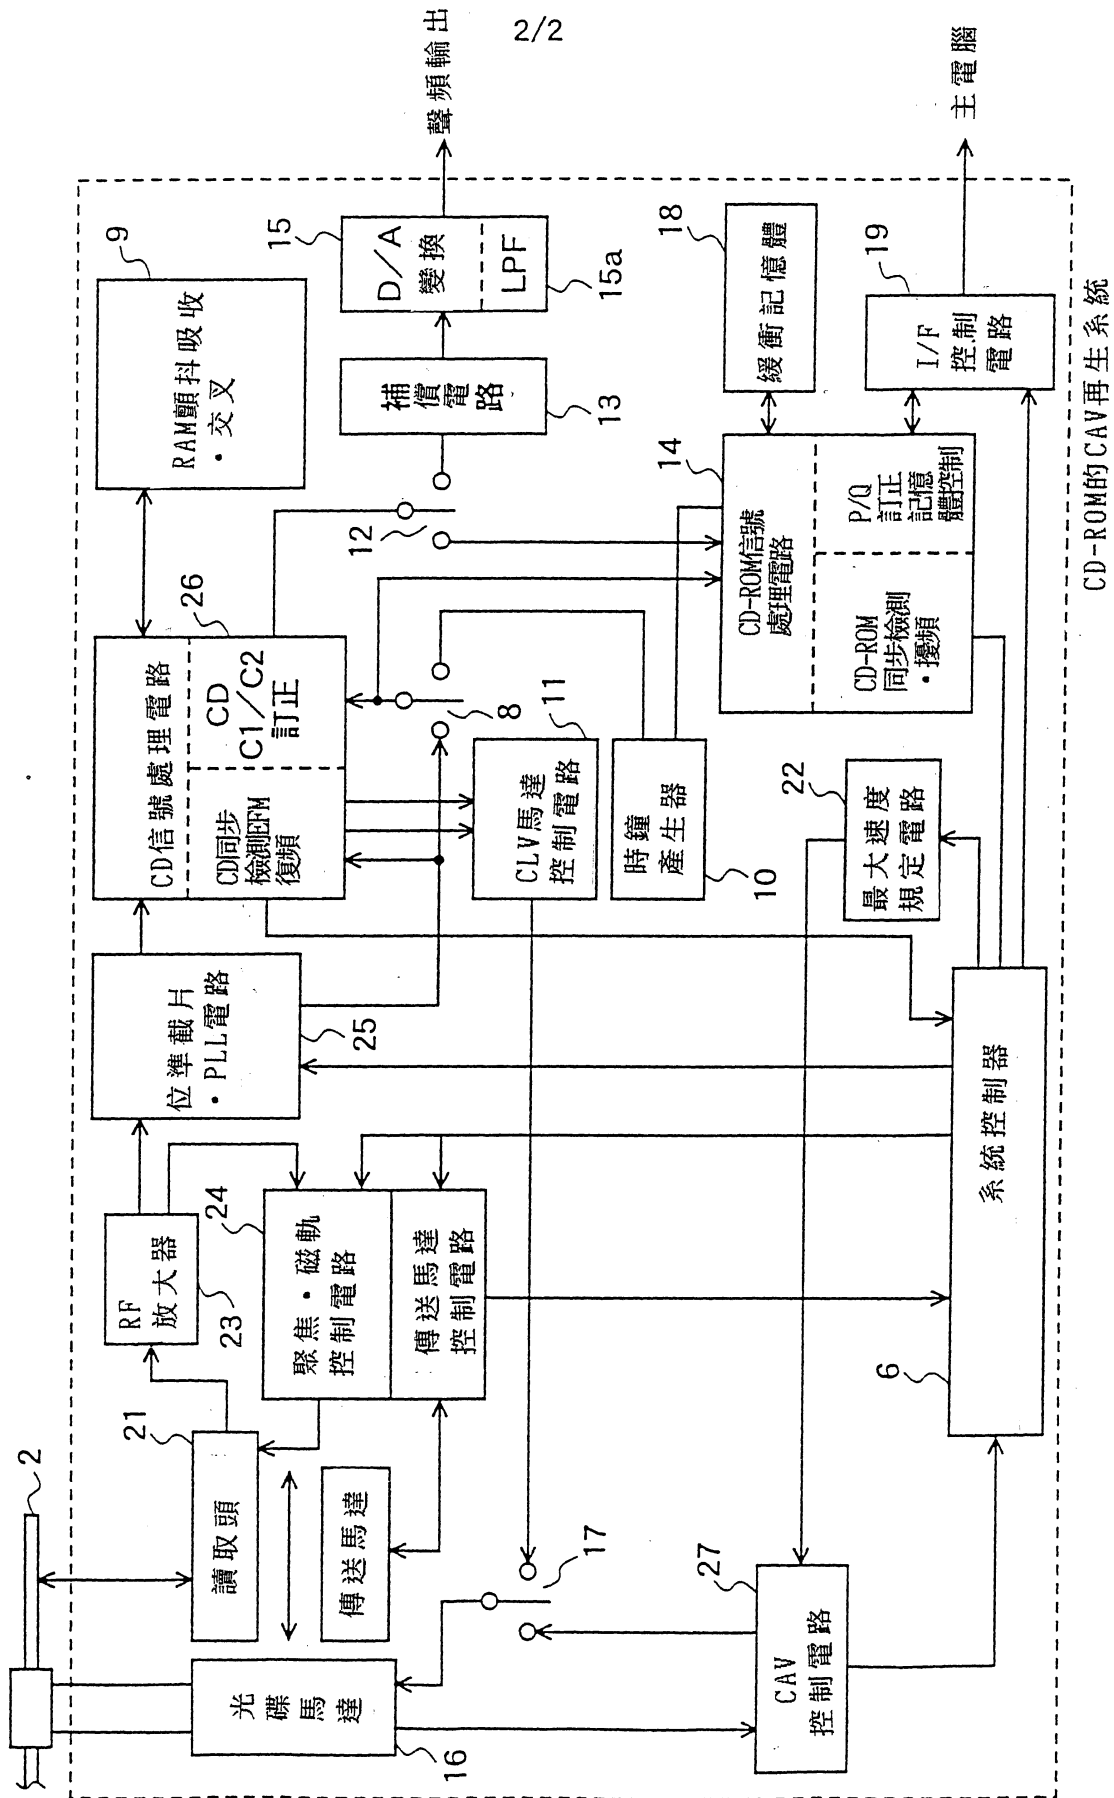 2/2
2
讀取頭
21
光
碟
馬
達
16
傳送馬達
RF
放大器
23
聚焦・磁軌
控制電路
傳送馬達
控制電路
24
位準截片
・PLL電路
25
CD信號處理電路
CD同步
檢測EFM
復頻
CD
C1/C2
訂正
26
RAM顫抖吸收
・交叉
9
12
8
補
償
電
路
13
D/A
變換
LPF
15
15a
聲頻輸出
CLV馬達
控制電路
11
時鐘
產生器
10
CD-ROM信號
處理電路
CD-ROM
同步檢測
・擾頻
P/Q
訂正
記憶
體控制
14
緩衝記憶體
18
I/F
控制
電路
19
主電腦
17
CAV
控制電路
27
最大速度
規定電路
22
系統控制器
6
CD-ROM的CAV再生系統